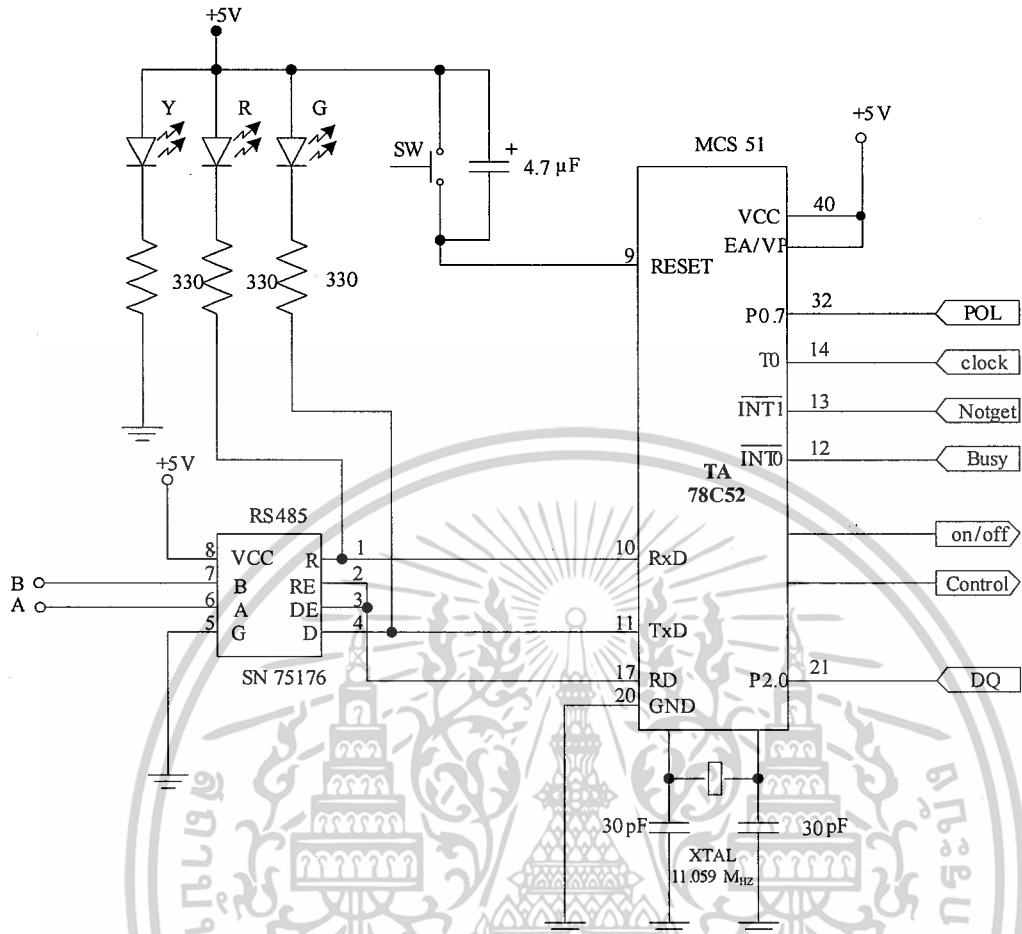 +5V
Y R G
SW
+
4.7 µF
330 330 330
+5V
MCS 51
VCC 40
EA/VP
9 RESET
P0.7 32 POL
T0 14 clock
INT1 13 Notget
INT0 12 Busy
TA
78C52
on/off
Control
P2.0 21 DQ
+5V
RS485
8 VCC R 1 10 RxD
B 7 B RE 2
A 6 A DE 3
5 G D 4 11 TxD
SN 75176
17 RD
20 GND
30 pF 30 pF
XTAL
11.059 MHZ